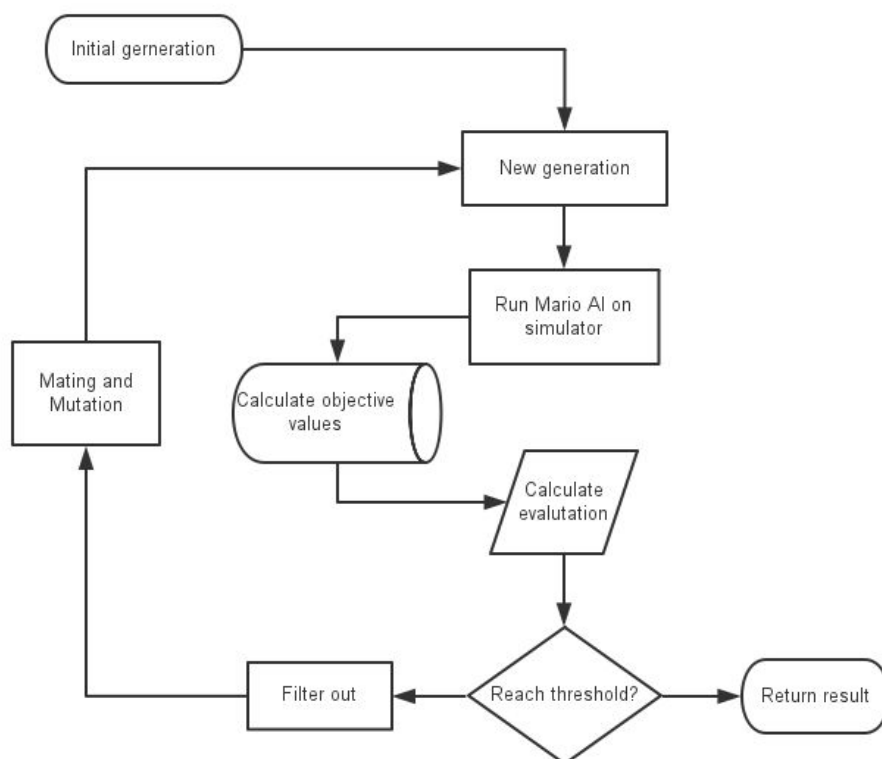 Initial gerneration
New generation
Run Mario AI on
simulator
Mating and
Mutation
Calculate objective
values
Calculate
evalutation
Reach threshold?
Filter out
Return result